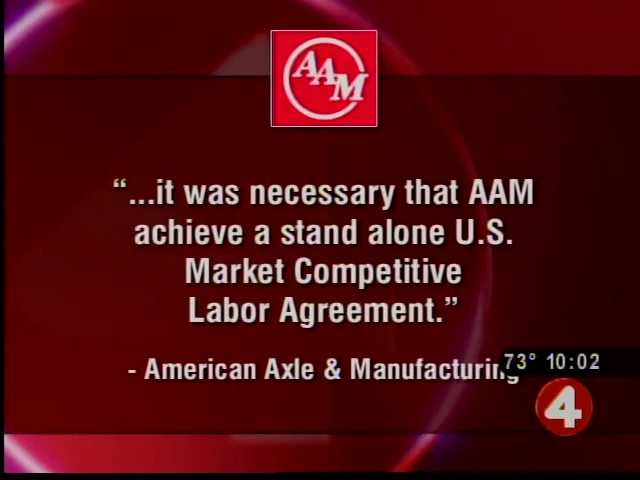 AAM
“...it was necessary that AAM
achieve a stand alone U.S.
Market Competitive
Labor Agreement.”
- American Axle & Manufacturing
73° 10:02
4